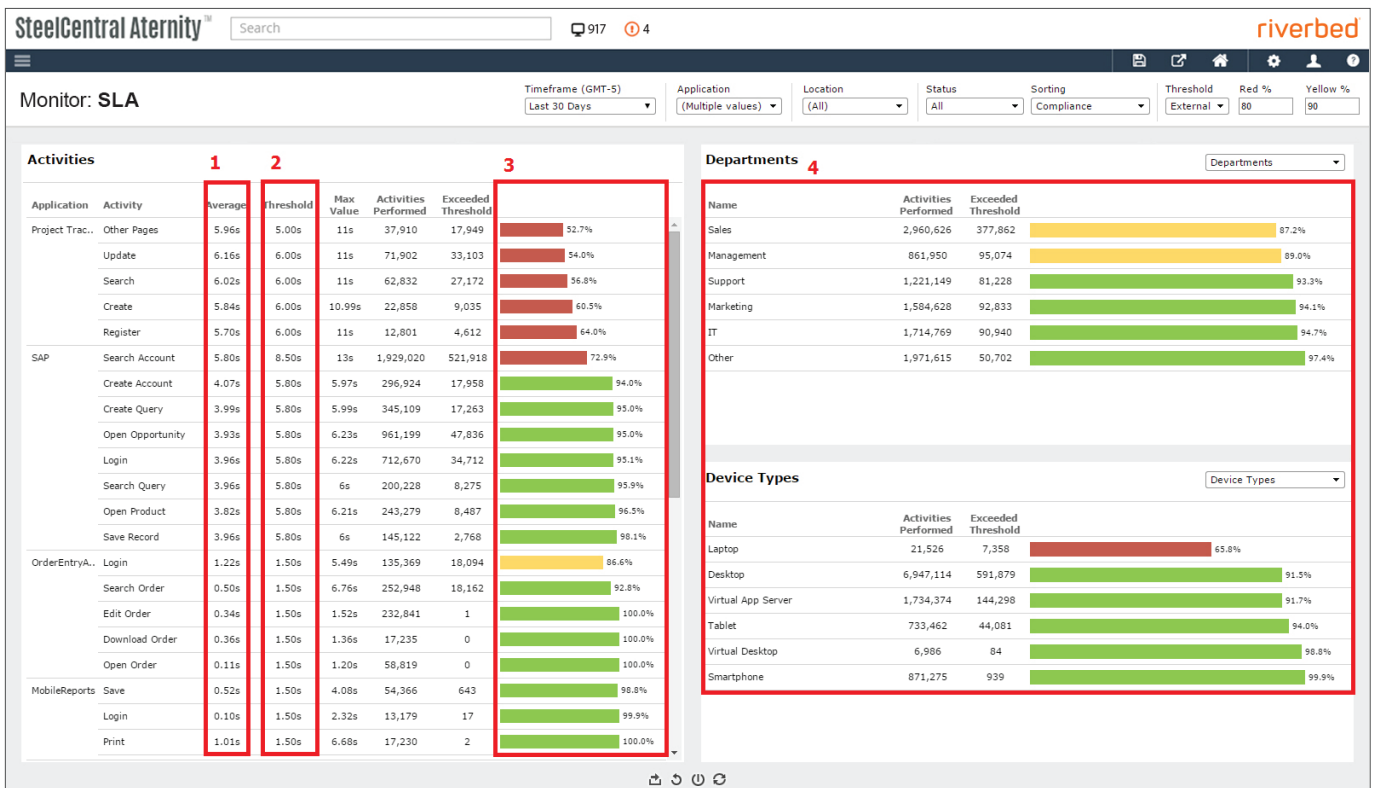 SteelCentral Aternity™ Search 917 4 riverbed
Monitor: SLA
Timeframe (GMT-5) Application Location Status Sorting Threshold Red % Yellow %
Last 30 Days (Multiple values) (All) All Compliance External 80 90
Activities 1 2 3
Application Activity Average Threshold Max Value Activities Performed Exceeded Threshold
Project Trac.. Other Pages 5.96s 5.00s 11s 37,910 17,949 52.7%
Update 6.16s 6.00s 11s 71,902 33,103 54.0%
Search 6.02s 6.00s 11s 62,832 27,172 56.8%
Create 5.84s 6.00s 10.99s 22,858 9,035 60.5%
Register 5.70s 6.00s 11s 12,801 4,612 64.0%
SAP Search Account 5.80s 8.50s 13s 1,929,020 521,918 72.9%
Create Account 4.07s 5.80s 5.97s 296,924 17,958 94.0%
Create Query 3.99s 5.80s 5.99s 345,109 17,263 95.0%
Open Opportunity 3.93s 5.80s 6.23s 961,199 47,836 95.0%
Login 3.96s 5.80s 6.22s 712,670 34,712 95.1%
Search Query 3.96s 5.80s 6s 200,228 8,275 95.9%
Open Product 3.82s 5.80s 6.21s 243,279 8,487 96.5%
Save Record 3.96s 5.80s 6s 145,122 2,768 98.1%
OrderEntryA.. Login 1.22s 1.50s 5.49s 135,369 18,094 86.6%
Search Order 0.50s 1.50s 6.76s 252,948 18,162 92.8%
Edit Order 0.34s 1.50s 1.52s 232,841 1 100.0%
Download Order 0.36s 1.50s 1.36s 17,235 0 100.0%
Open Order 0.11s 1.50s 1.20s 58,819 0 100.0%
MobileReports Save 0.52s 1.50s 4.08s 54,366 643 98.8%
Login 0.10s 1.50s 2.32s 13,179 17 99.9%
Print 1.01s 1.50s 6.68s 17,230 2 100.0%
Departments 4 Departments
Name Activities Performed Exceeded Threshold
Sales 2,960,626 377,862 87.2%
Management 861,950 95,074 89.0%
Support 1,221,149 81,228 93.3%
Marketing 1,584,628 92,833 94.1%
IT 1,714,769 90,940 94.7%
Other 1,971,615 50,702 97.4%
Device Types Device Types
Name Activities Performed Exceeded Threshold
Laptop 21,526 7,358 65.8%
Desktop 6,947,114 591,879 91.5%
Virtual App Server 1,734,374 144,298 91.7%
Tablet 733,462 44,081 94.0%
Virtual Desktop 6,986 84 98.8%
Smartphone 871,275 939 99.9%